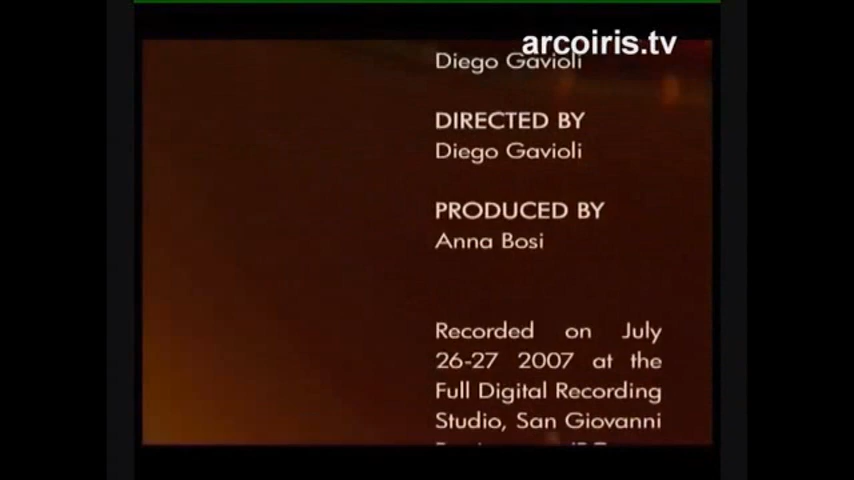 arcoiris.tv
Diego Gavioli
DIRECTED BY
Diego Gavioli
PRODUCED BY
Anna Bosi
Recorded on July
26-27 2007 at the
Full Digital Recording
Studio, San Giovanni